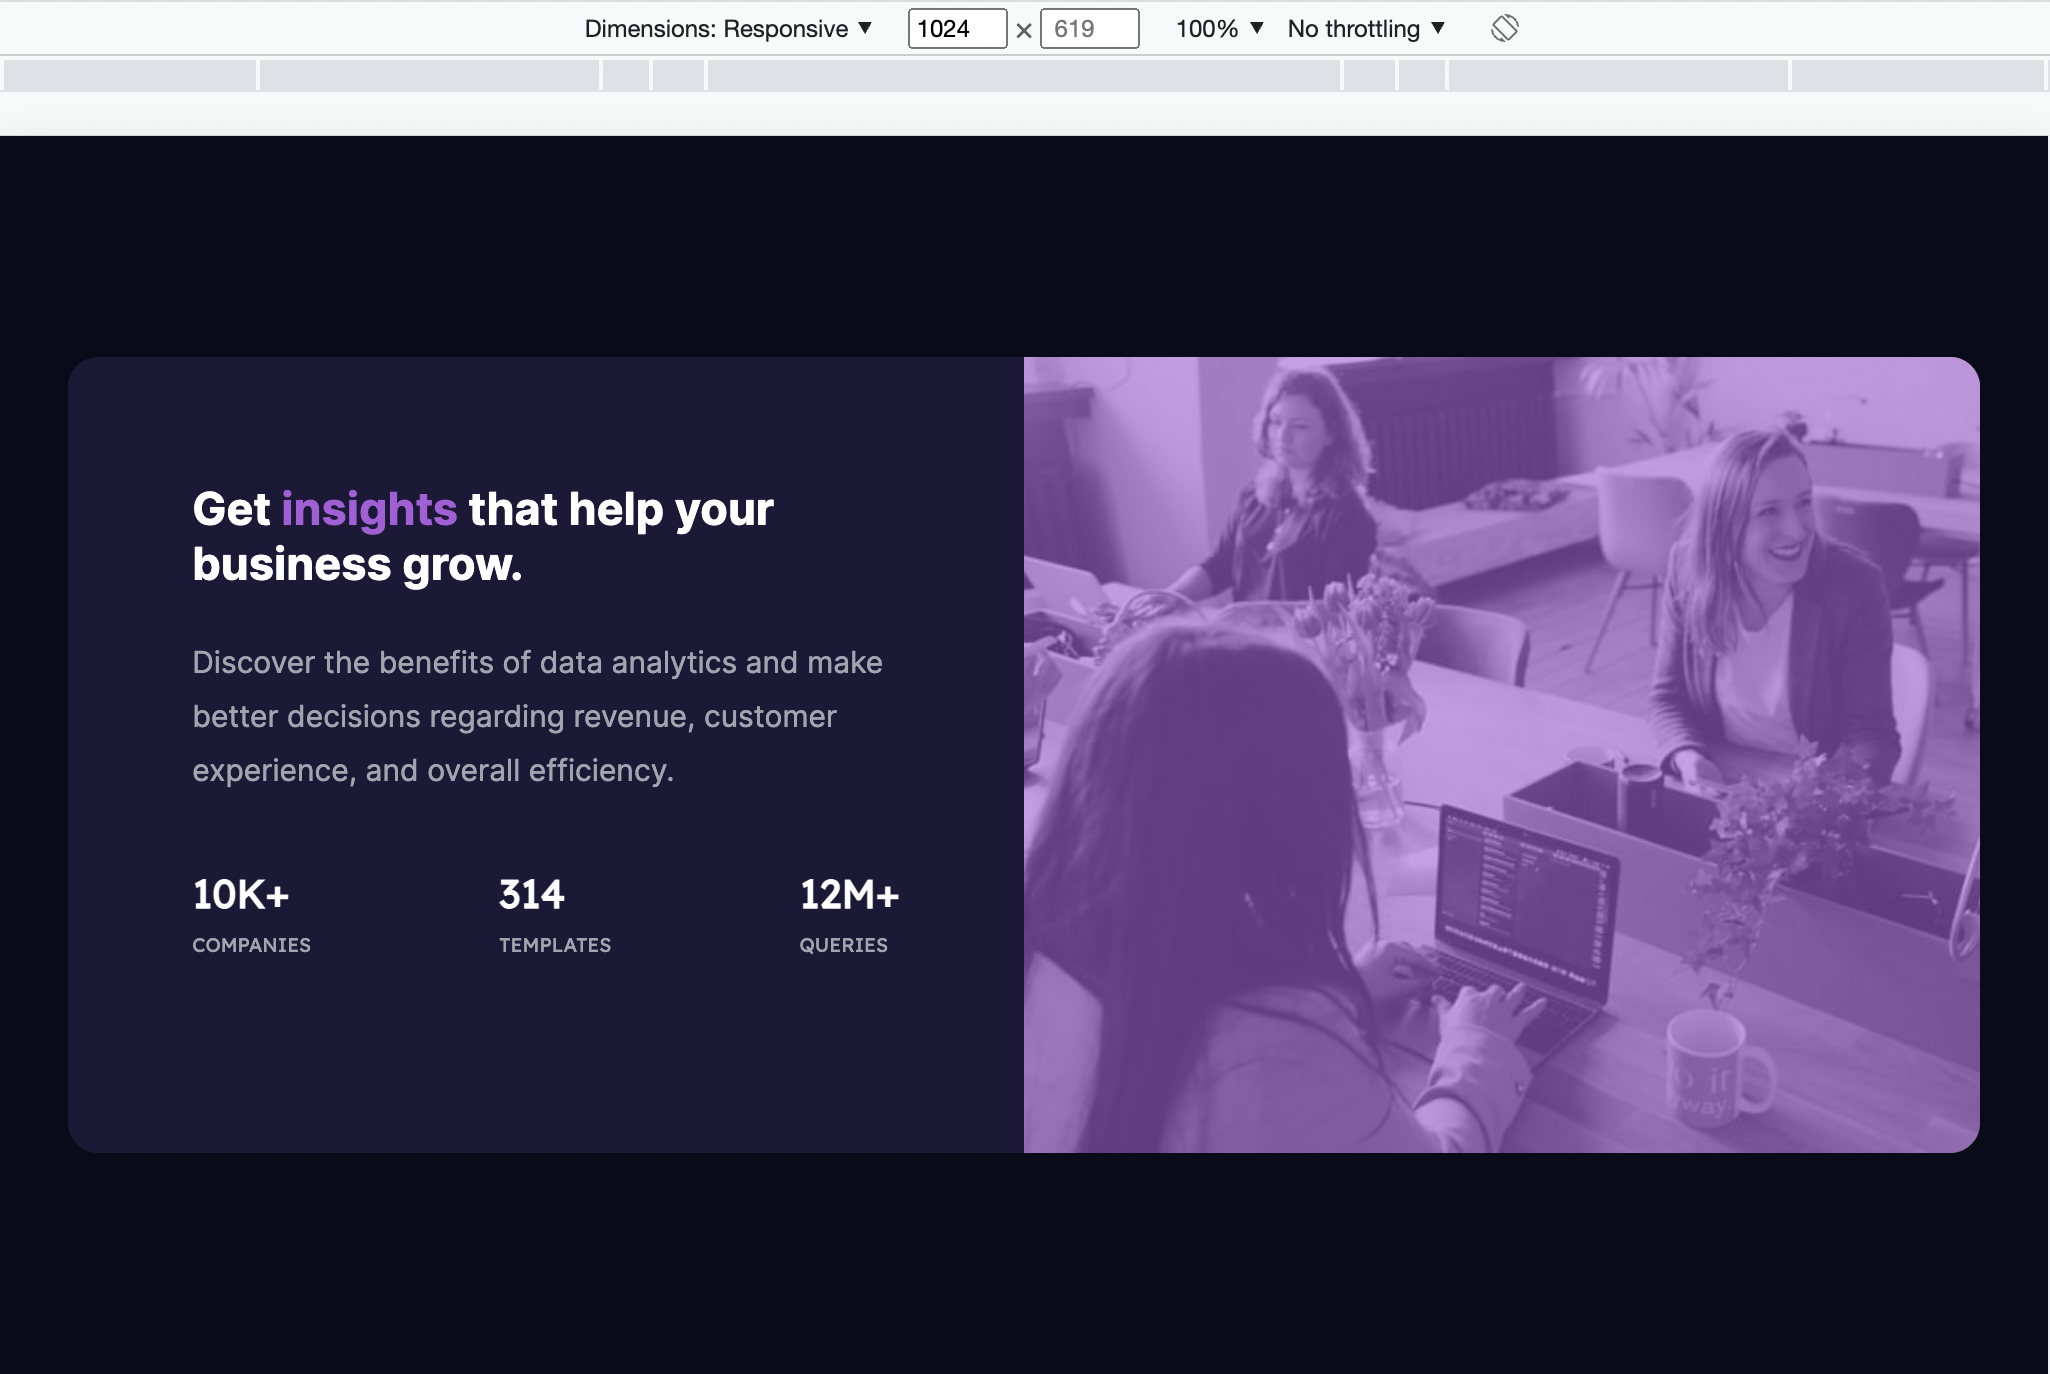 Dimensions: Responsive ▼ 1024 × 619 100% ▼ No throttling ▼
Get insights that help your
business grow.
Discover the benefits of data analytics and make
better decisions regarding revenue, customer
experience, and overall efficiency.
10K+ 314 12M+
COMPANIES TEMPLATES QUERIES
way.